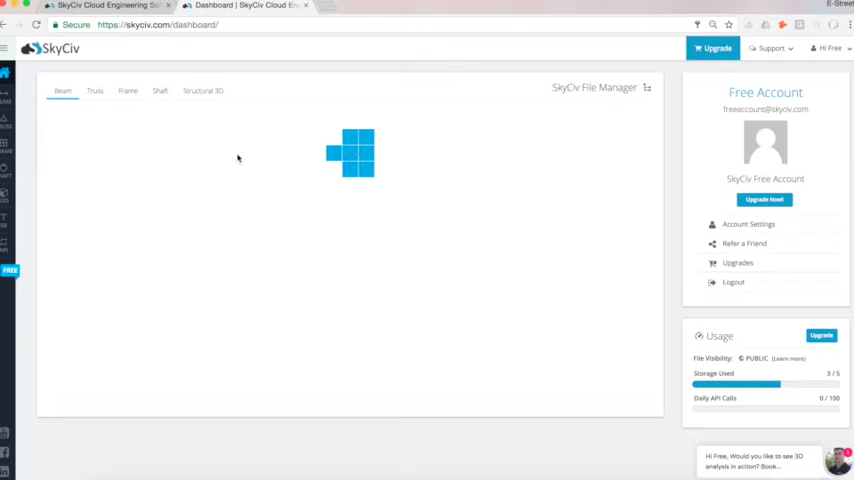 SkyCiv Cloud Engineering Sof
Dashboard | SkyCiv Cloud Eng
E-Street
Secure
https://skyciv.com/dashboard/
SkyCiv
Upgrade
Support
Hi Free
Beam
Truss
Frame
Shaft
Structural 3D
SkyCiv File Manager
Free Account
freeaccount@skyciv.com
SkyCiv Free Account
Upgrade Now!
Account Settings
Refer a Friend
Upgrades
Logout
FREE
Usage
Upgrade
File Visibility: PUBLIC (Learn more)
Storage Used 3 / 5
Daily API Calls 0 / 100
Hi Free, Would you like to see 3D
analysis in action? Book...